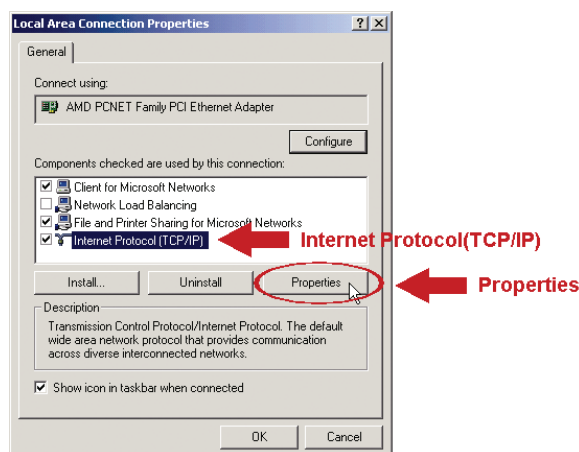 Local Area Connection Properties
General
Connect using:
AMD PCNET Family PCI Ethernet Adapter
Configure
Components checked are used by this connection:
Client for Microsoft Networks
Network Load Balancing
File and Printer Sharing for Microsoft Networks
Internet Protocol (TCP/IP)
Internet Protocol(TCP/IP)
Install...
Uninstall
Properties
Properties
Description
Transmission Control Protocol/Internet Protocol. The default
wide area network protocol that provides communication
across diverse interconnected networks.
Show icon in taskbar when connected
OK
Cancel